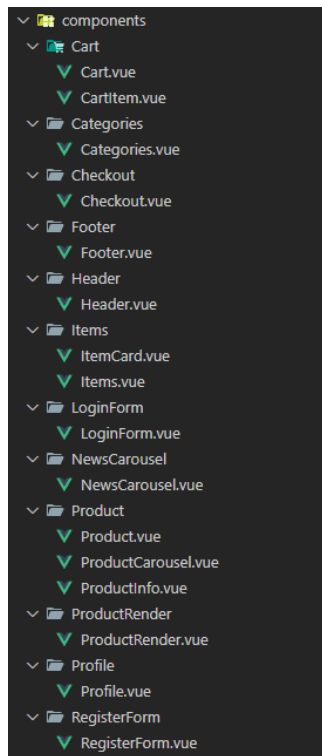 components
Cart
Cart.vue
CartItem.vue
Categories
Categories.vue
Checkout
Checkout.vue
Footer
Footer.vue
Header
Header.vue
Items
ItemCard.vue
Items.vue
LoginForm
LoginForm.vue
NewsCarousel
NewsCarousel.vue
Product
Product.vue
ProductCarousel.vue
ProductInfo.vue
ProductRender
ProductRender.vue
Profile
Profile.vue
RegisterForm
RegisterForm.vue